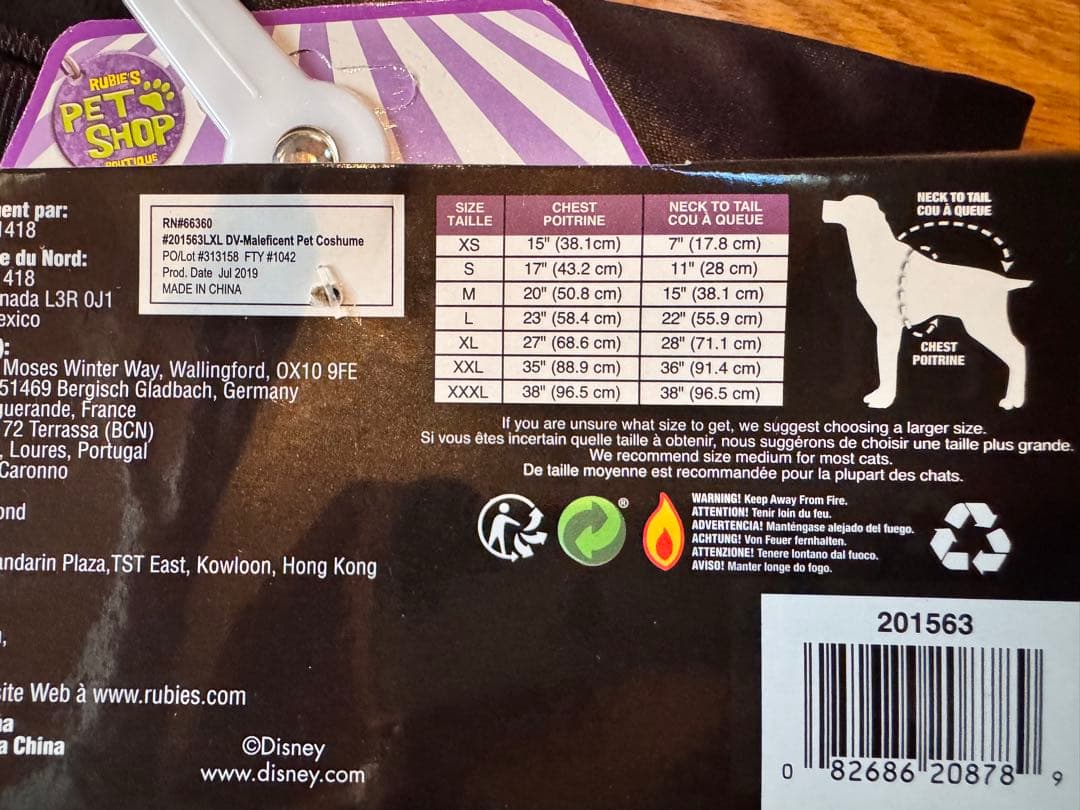 RUBIE'S
PET
SHOP
BOUTIQUE
ent par:
1418
e du Nord:
418
nada L3R 0J1
exico
):
Moses Winter Way, Wallingford, OX10 9FE
51469 Bergisch Gladbach, Germany
guerande, France
72 Terrassa (BCN)
, Loures, Portugal
Caronno
ond
andarin Plaza,TST East, Kowloon, Hong Kong
site Web à www.rubies.com
na
a China
©Disney
www.disney.com
RN#66360
#201563LXL DV-Maleficent Pet Coshume
PO/Lot #313158 FTY #1042
Prod. Date Jul 2019
MADE IN CHINA
SIZE TAILLE CHEST POITRINE NECK TO TAIL COU À QUEUE
XS 15" (38.1cm) 7" (17.8 cm)
S 17" (43.2 cm) 11" (28 cm)
M 20" (50.8 cm) 15" (38.1 cm)
L 23" (58.4 cm) 22" (55.9 cm)
XL 27" (68.6 cm) 28" (71.1 cm)
XXL 35" (88.9 cm) 36" (91.4 cm)
XXXL 38" (96.5 cm) 38" (96.5 cm)
NECK TO TAIL
COU À QUEUE
CHEST
POITRINE
If you are unsure what size to get, we suggest choosing a larger size.
Si vous êtes incertain quelle taille à obtenir, nous suggérons de choisir une taille plus grande.
We recommend size medium for most cats.
De taille moyenne est recommandée pour la plupart des chats.
®
WARNING! Keep Away From Fire.
ATTENTION! Tenir loin du feu.
ADVERTENCIA! Manténgase alejado del fuego.
ACHTUNG! Von Feuer fernhalten.
ATTENZIONE! Tenere lontano dal fuoco.
AVISO! Manter longe do fogo.
201563
0 82686 20878 9